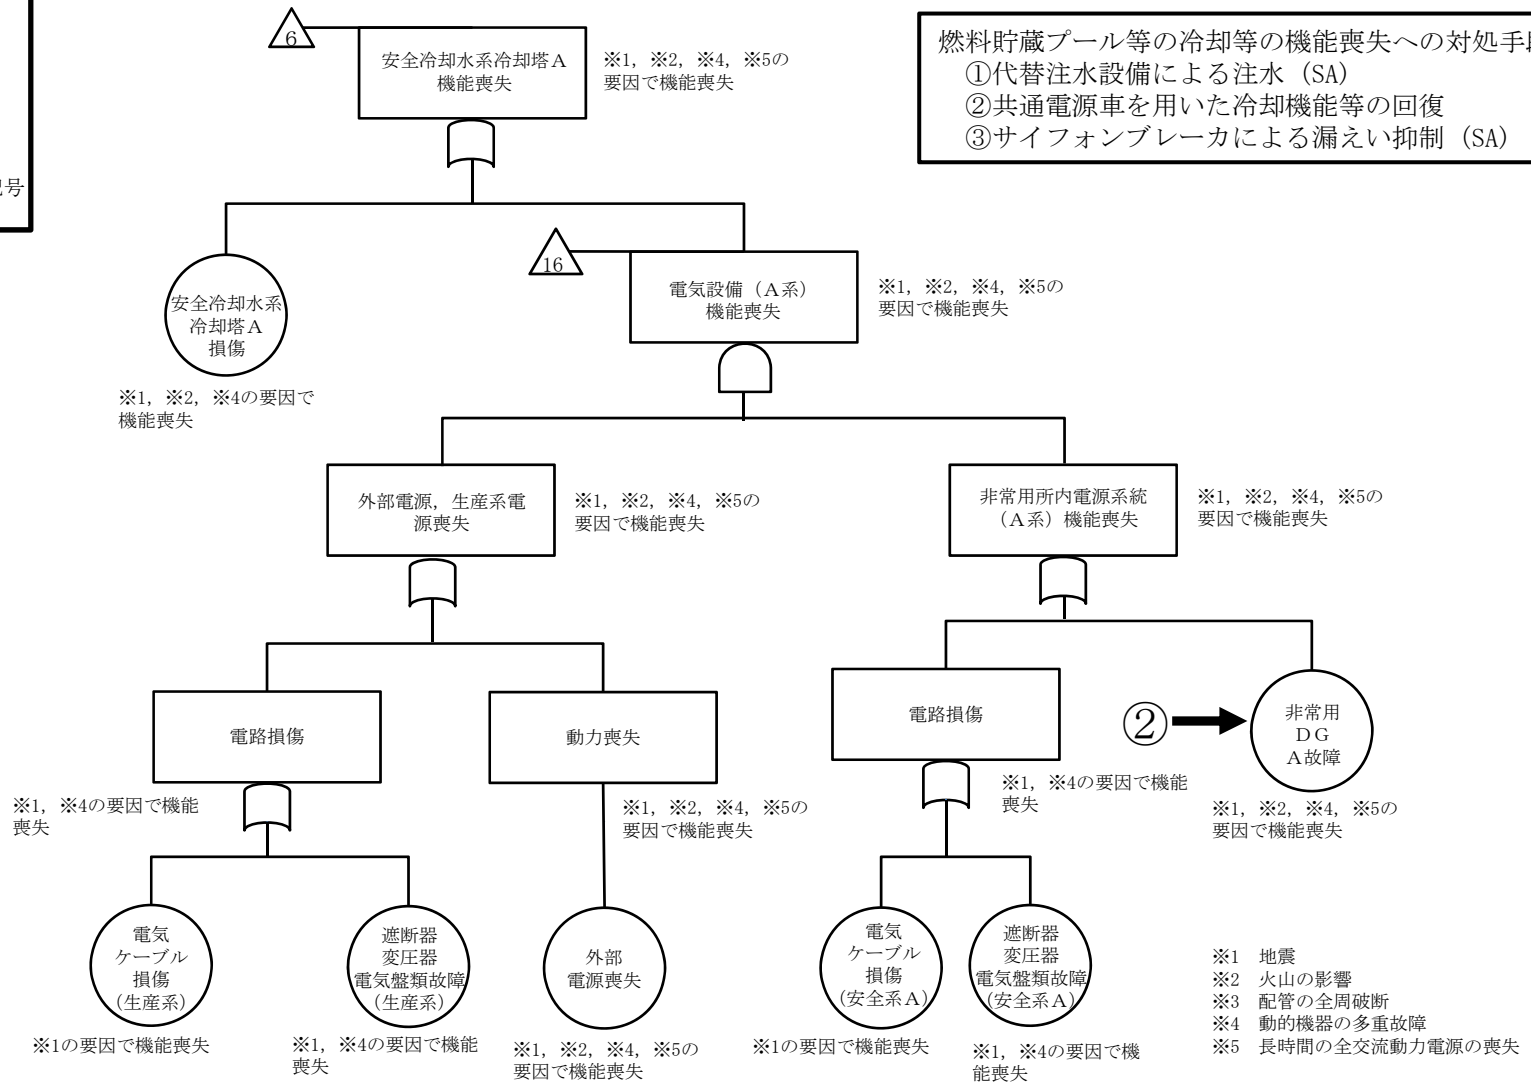 6
安全冷却水系冷却塔A
機能喪失
※1, ※2, ※4, ※5の
要因で機能喪失
燃料貯蔵プール等の冷却等の機能喪失への対処手
①代替注水設備による注水 (SA)
②共通電源車を用いた冷却機能等の回復
③サイフォンブレーカによる漏えい抑制 (SA)
号
安全冷却水系
冷却塔A
損傷
※1, ※2, ※4の要因で
機能喪失
16
電気設備 (A系)
機能喪失
※1, ※2, ※4, ※5の
要因で機能喪失
外部電源, 生産系電
源喪失
※1, ※2, ※4, ※5の
要因で機能喪失
非常用所内電源系統
(A系) 機能喪失
※1, ※2, ※4, ※5の
要因で機能喪失
電路損傷
※1, ※4の要因で機能
喪失
動力喪失
※1, ※2, ※4, ※5の
要因で機能喪失
電路損傷
※1, ※4の要因で機能
喪失
②
非常用
DG
A故障
※1, ※2, ※4, ※5の
要因で機能喪失
電気
ケーブル
損傷
(生産系)
※1の要因で機能喪失
遮断器
変圧器
電気盤類故障
(生産系)
※1, ※4の要因で機能
喪失
外部
電源喪失
※1, ※2, ※4, ※5の
要因で機能喪失
電気
ケーブル
損傷
(安全系A)
※1の要因で機能喪失
遮断器
変圧器
電気盤類故障
(安全系A)
※1, ※4の要因で機
能喪失
※1 地震
※2 火山の影響
※3 配管の全周破断
※4 動的機器の多重故障
※5 長時間の全交流動力電源の喪失